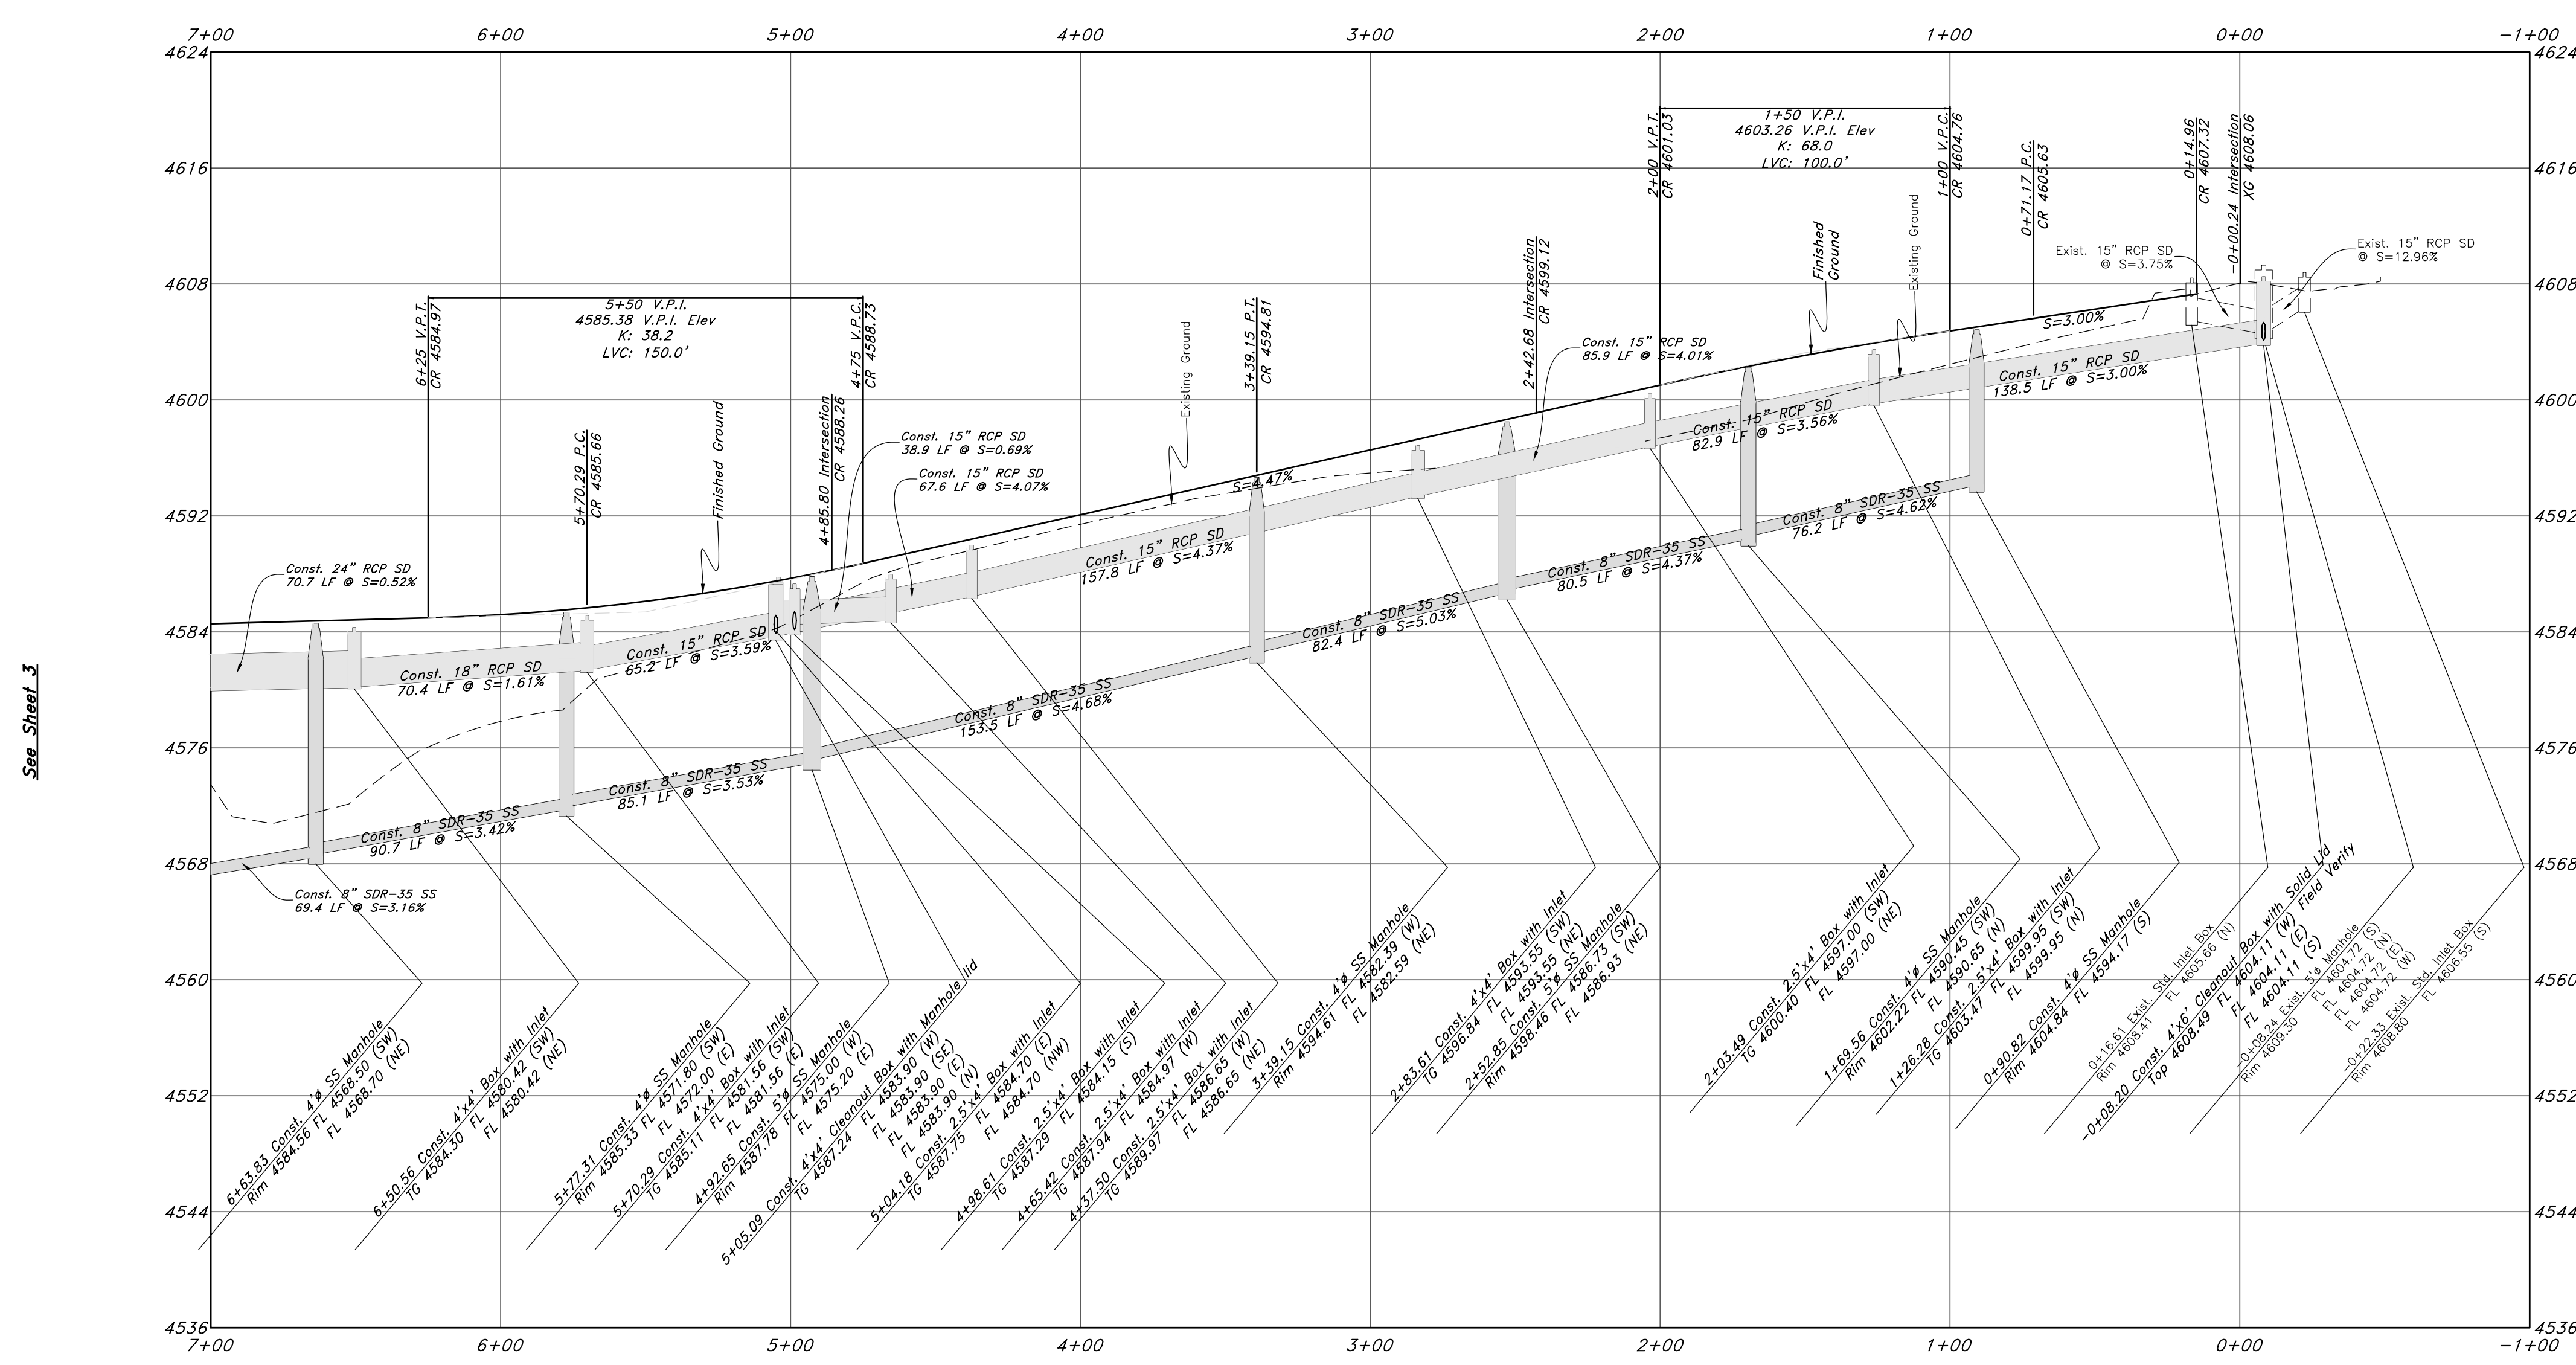 7+00 6+00 5+00 4+00 3+00 2+00 1+00 0+00 -1+00
4624 4624
4616 4616
4608 4608
4600 4600
4592 4592
4584 4584
4576 4576
4568 4568
4560 4560
4552 4552
4544 4544
4536 4536
See Sheet 3
6+25 V.P.T.
CR 4584.97
5+50 V.P.I.
4585.38 V.P.I. Elev
K: 38.2
LVC: 150.0'
4+75 V.P.C.
CR 4588.73
5+70.29 P.C.
CR 4585.66
Finished Ground
4+85.80 Intersection
CR 4588.26
Const. 15" RCP SD
38.9 LF @ S=0.69%
Const. 15" RCP SD
67.6 LF @ S=4.07%
Existing Ground
3+39.15 P.T.
CR 4594.81
S=4.47%
2+42.68 Intersection
CR 4599.12
Const. 15" RCP SD
85.9 LF @ S=4.01%
2+00 V.P.T.
CR 4601.03
1+50 V.P.I.
4603.26 V.P.I. Elev
K: 68.0
LVC: 100.0'
1+00 V.P.C.
CR 4604.76
Finished
Ground
Existing Ground
0+71.17 P.C.
CR 4605.63
S=3.00%
0+14.96
CR 4607.32
-0+00.24 Intersection
XG 4608.06
Exist. 15" RCP SD
@ S=3.75%
Exist. 15" RCP SD
@ S=12.96%
Const. 24" RCP SD
70.7 LF @ S=0.52%
Const. 18" RCP SD
70.4 LF @ S=1.61%
Const. 15" RCP SD
65.2 LF @ S=3.59%
Const. 15" RCP SD
157.8 LF @ S=4.37%
Const. 15" RCP SD
82.9 LF @ S=3.56%
Const. 15" RCP SD
138.5 LF @ S=3.00%
Const. 8" SDR-35 SS
69.4 LF @ S=3.16%
Const. 8" SDR-35 SS
90.7 LF @ S=3.42%
Const. 8" SDR-35 SS
85.1 LF @ S=3.53%
Const. 8" SDR-35 SS
153.5 LF @ S=4.68%
Const. 8" SDR-35 SS
82.4 LF @ S=5.03%
Const. 8" SDR-35 SS
80.5 LF @ S=4.37%
Const. 8" SDR-35 SS
76.2 LF @ S=4.62%
6+63.83 Const. 4'ø SS Manhole
Rim 4584.56 FL 4568.50 (SW)
FL 4568.70 (NE)
6+50.56 Const. 4'x4' Box with Inlet
TG 4584.30 FL 4580.42 (SW)
FL 4580.42 (NE)
5+77.31 Const. 4'ø SS Manhole
Rim 4585.33 FL 4571.80 (SW)
FL 4572.00 (E)
5+70.29 Const. 4'x4' Box with Inlet
TG 4585.11 FL 4581.56 (SW)
FL 4581.56 (E)
4+92.65 Const. 5'ø SS Manhole
Rim 4587.78 FL 4575.00 (W)
FL 4575.20 (E)
5+05.09 Const. 4'x4' Cleanout Box with Manhole lid
TG 4587.24 FL 4583.90 (W)
FL 4583.90 (SE)
FL 4583.90 (E)
FL 4583.90 (N)
5+04.18 Const. 2.5'x4' Box with Inlet
TG 4587.75 FL 4584.70 (E)
FL 4584.70 (NW)
4+98.61 Const. 2.5'x4' Box with Inlet
TG 4587.29 FL 4584.15 (S)
4+65.42 Const. 2.5'x4' Box with Inlet
TG 4587.94 FL 4584.97 (W)
4+37.50 Const. 2.5'x4' Box with Inlet
TG 4589.97 FL 4586.65 (W)
FL 4586.65 (NE)
3+39.15 Const. 4'ø SS Manhole
Rim 4594.61 FL 4582.39 (W)
FL 4582.59 (NE)
2+83.61 Const. 4'x4' Box with Inlet
TG 4596.84 FL 4593.55 (SW)
FL 4593.55 (NE)
2+52.85 Const. 5'ø SS Manhole
Rim 4598.46 FL 4586.73 (SW)
FL 4586.93 (NE)
2+03.49 Const. 2.5'x4' Box with Inlet
TG 4600.40 FL 4597.00 (SW)
FL 4597.00 (NE)
1+69.56 Const. 4'ø SS Manhole
Rim 4602.22 FL 4590.45 (SW)
FL 4590.65 (N)
1+26.28 Const. 2.5'x4' Box with Inlet
TG 4603.47 FL 4599.95 (SW)
FL 4599.95 (N)
0+90.82 Const. 4'ø SS Manhole
Rim 4604.84 FL 4594.17 (S)
0+16.61 Exist. Std. Inlet Box
Rim 4608.41 FL 4605.66 (N)
-0+08.20 Const. 4'x6' Cleanout Box with Solid Lid
Top 4608.49 FL 4604.11 (W) Field Verify
FL 4604.11 (E)
FL 4604.11 (S)
-0+08.24 Exist. 5'ø Manhole
Rim 4609.30 FL 4604.72 (S)
FL 4604.72 (N)
FL 4604.72 (E)
FL 4604.72 (W)
-0+22.33 Exist. Std. Inlet Box
Rim 4608.80 FL 4606.55 (S)
7+00 6+00 5+00 4+00 3+00 2+00 1+00 0+00 -1+00